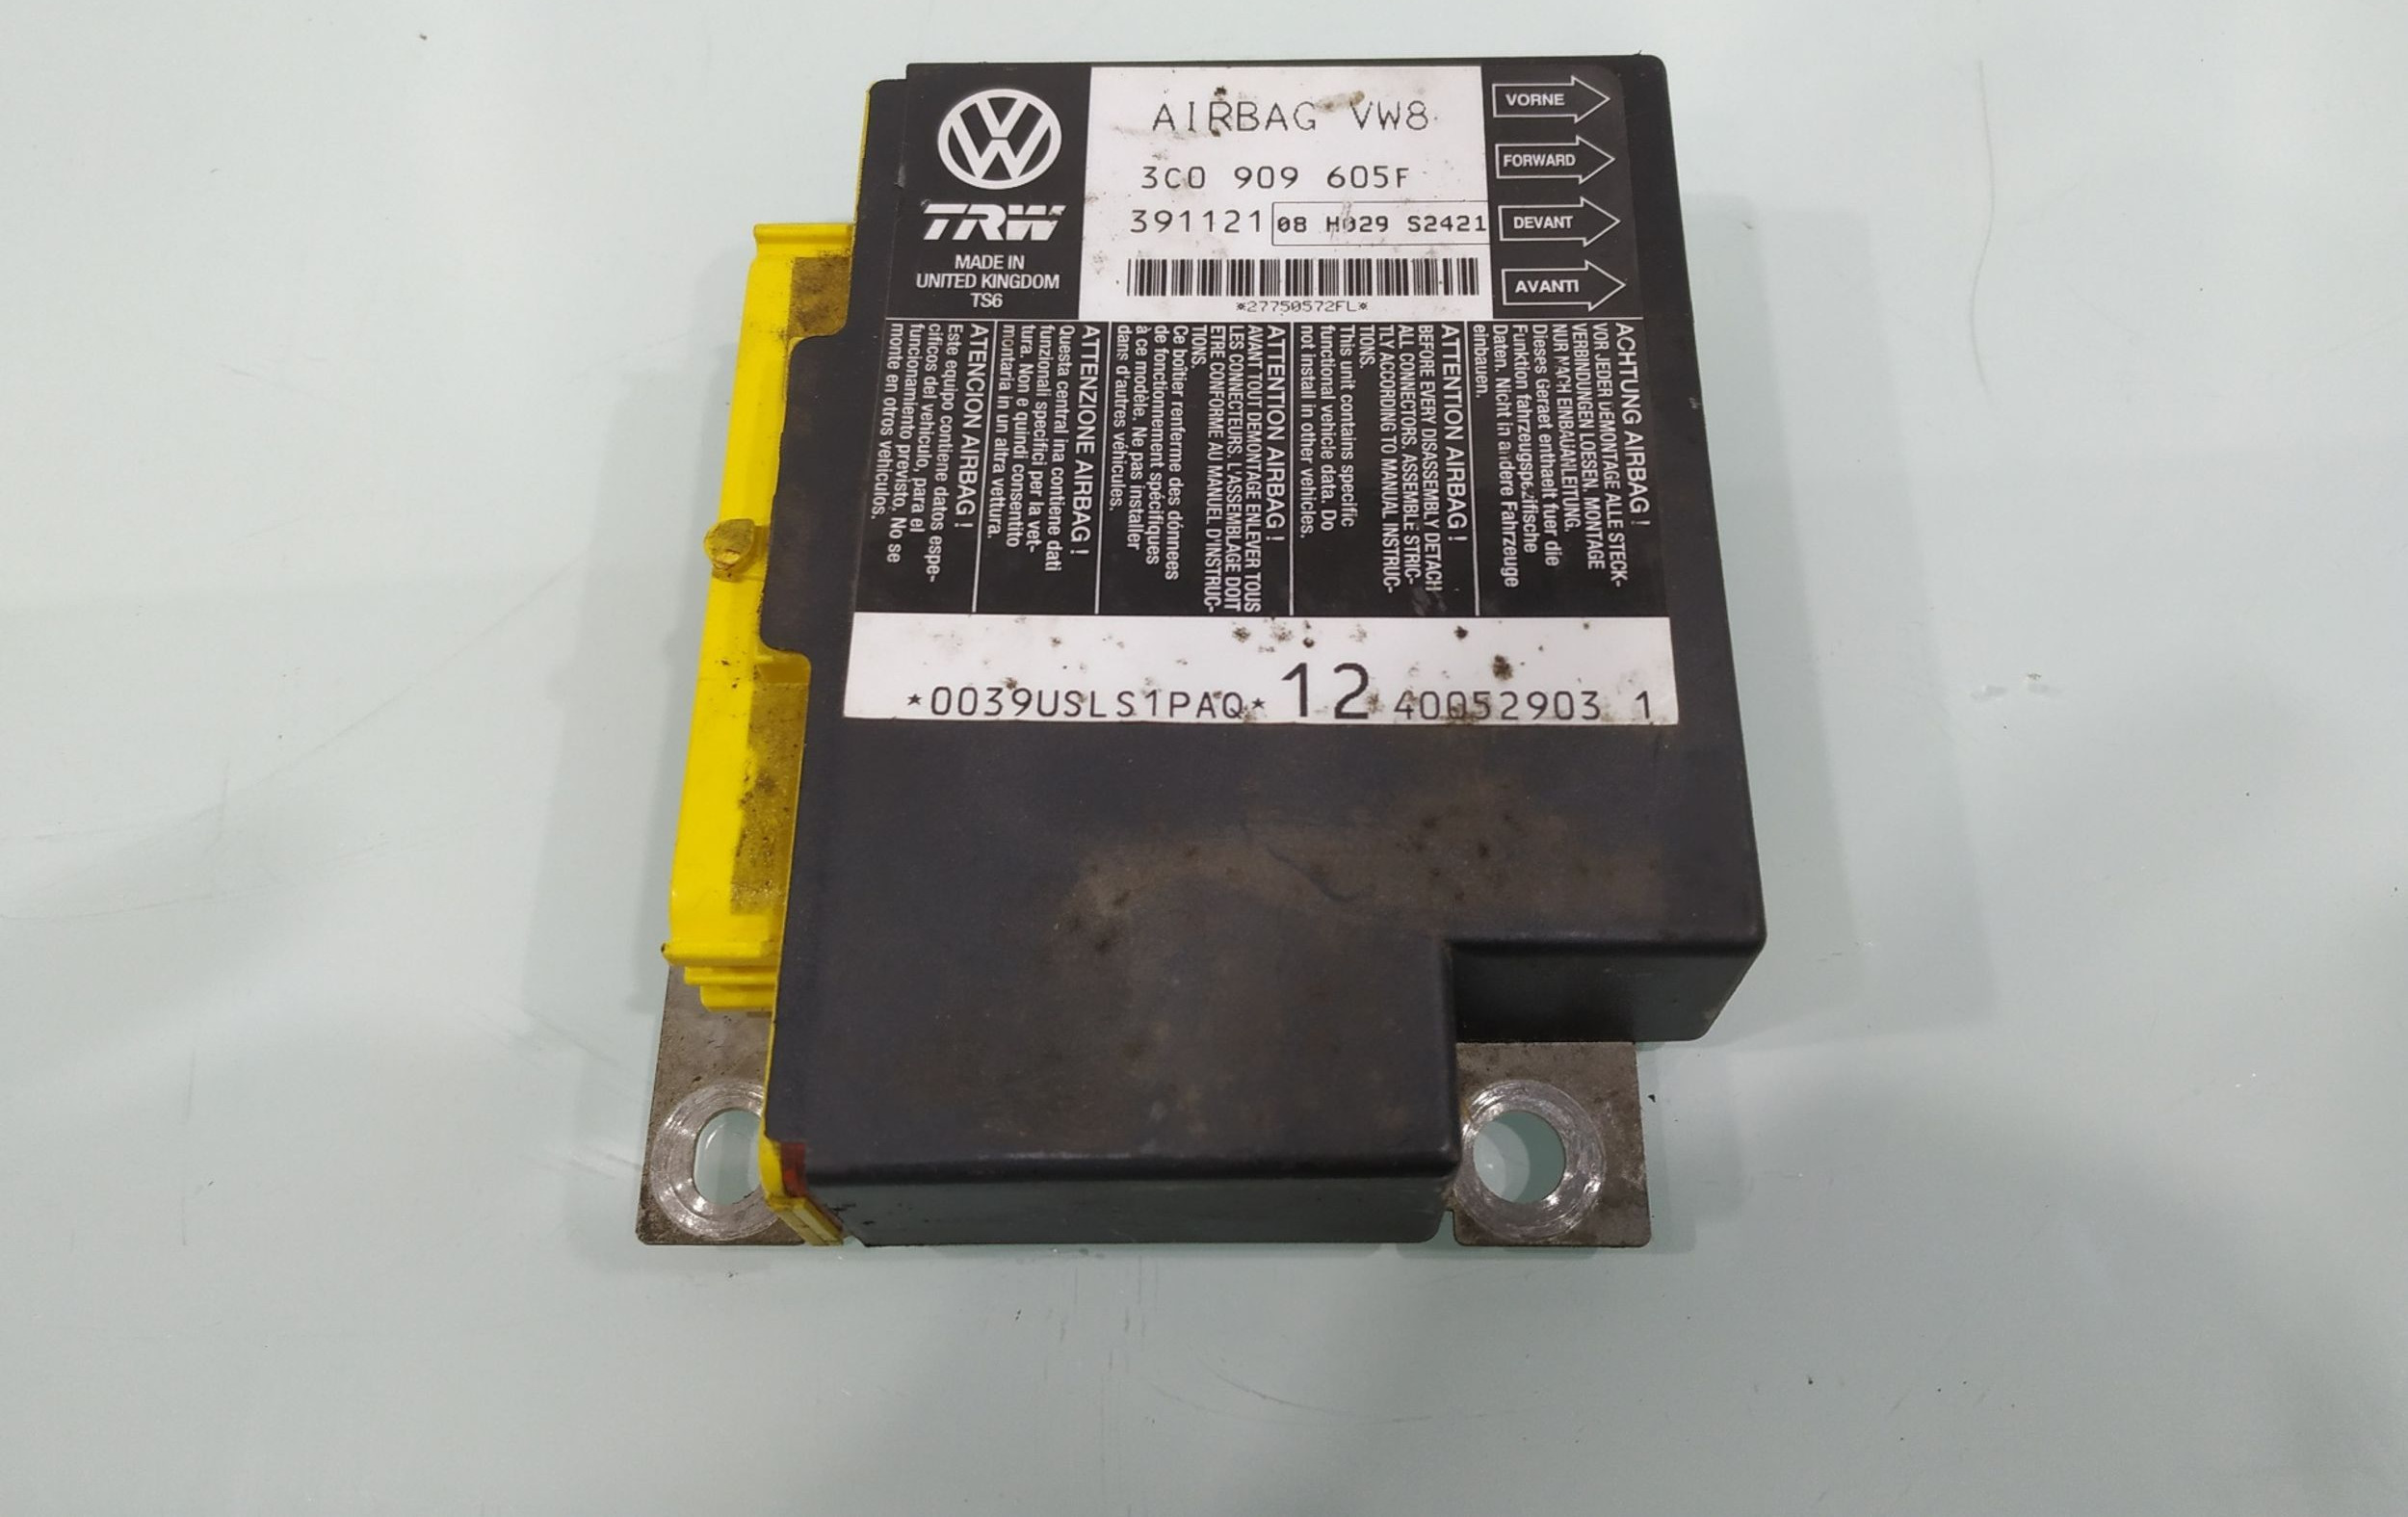 AIRBAG VW8
3C0 909 605F
391121 08 H029 S2421
*27750572FL*
TRW
MADE IN
UNITED KINGDOM
TS6
VORNE
FORWARD
DEVANT
AVANTI
ACHTUNG AIRBAG !
VOR JEDER DEMONTAGE ALLE STECK-
VERBINDUNGEN LOESEN. MONTAGE
NUR NACH EINBAUANLEITUNG.
Dieses Geraet enthaelt fuer die
Funktion fahrzeugspezifische
Daten. Nicht in andere Fahrzeuge
einbauen.
ATTENTION AIRBAG !
BEFORE EVERY DISASSEMBLY DETACH
ALL CONNECTORS. ASSEMBLE STRIC-
TLY ACCORDING TO MANUAL INSTRUC-
TIONS.
This unit contains specific
functional vehicle data. Do
not install in other vehicles.
ATTENTION AIRBAG !
AVANT TOUT DEMONTAGE ENLEVER TOUS
LES CONNECTEURS. L'ASSEMBLAGE DOIT
ETRE CONFORME AU MANUEL D'INSTRUC-
TIONS.
Ce boîtier renferme des dónnees
de fonctionnement spécifiques
à ce modèle. Ne pas installer
dans d'autres véhicules.
ATTENZIONE AIRBAG !
Questa central ina contiene dati
funzionali specifici per la vet-
tura. Non e quindi consentito
montaria in un altra vettura.
ATENCION AIRBAG !
Este equipo contiene datos espe-
cificos del vehiculo, para el
funcionamiento previsto. No se
monte en otros vehiculos.
*0039USLS1PAQ* 12 40052903 1